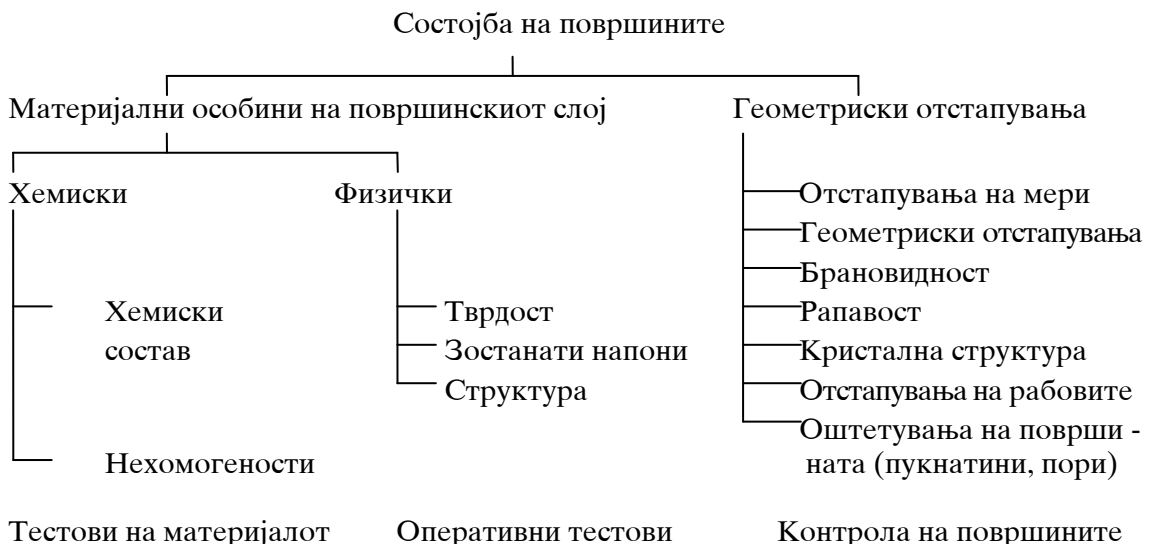 Состојба на површините
Материјални особини на површинскиот слој
Геометриски отстапувања
Хемиски
Физички
Отстапувања на мери
Геометриски отстапувања
Брановидност
Хемиски
Тврдост
Рапавост
состав
Зостанати напони
Кристална структура
Структура
Отстапувања на рабовите
Оштетувања на површи -
Нехомогености
ната (пукнатини, пори)
Тестови на материјалот
Оперативни тестови
Контрола на површините